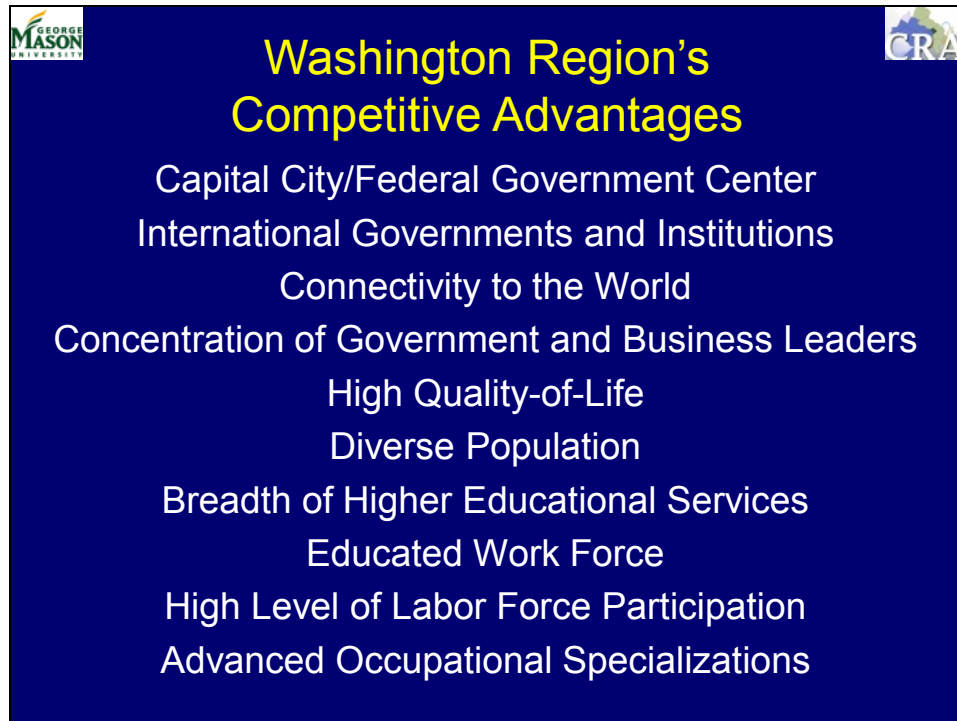 GEORGE
MASON
UNIVERSITY
CRA
Washington Region’s
Competitive Advantages
Capital City/Federal Government Center
International Governments and Institutions
Connectivity to the World
Concentration of Government and Business Leaders
High Quality-of-Life
Diverse Population
Breadth of Higher Educational Services
Educated Work Force
High Level of Labor Force Participation
Advanced Occupational Specializations